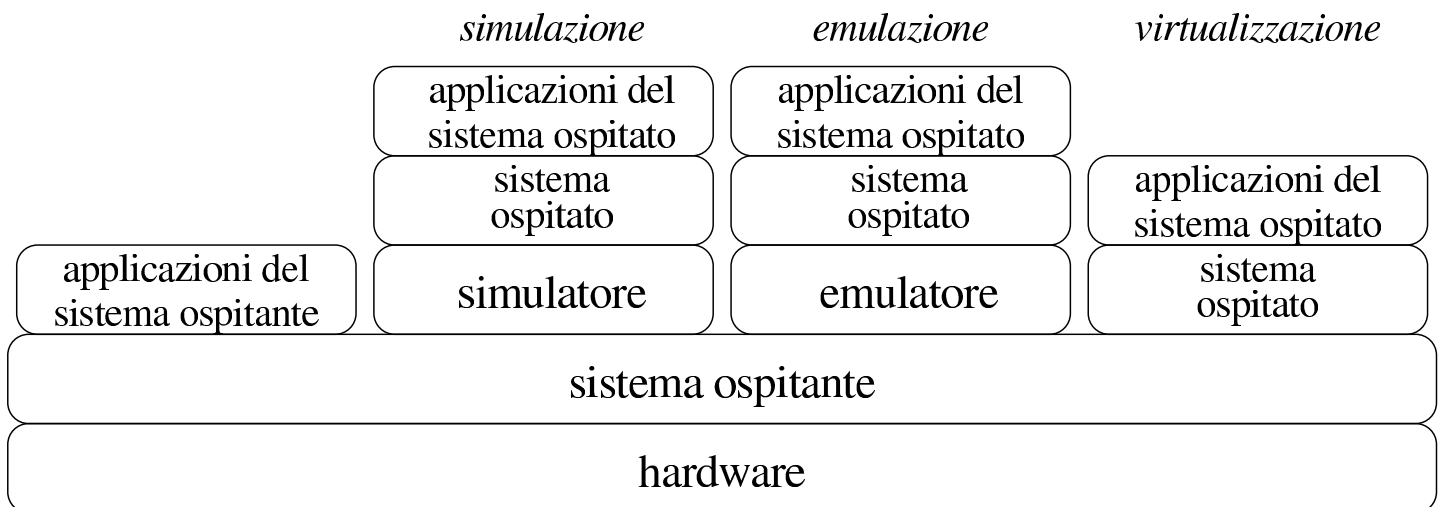 simulazione
emulazione
virtualizzazione
applicazioni del
sistema ospitato
applicazioni del
sistema ospitato
sistema
ospitato
sistema
ospitato
applicazioni del
sistema ospitato
applicazioni del
sistema ospitante
simulatore
emulatore
sistema
ospitato
sistema ospitante
hardware